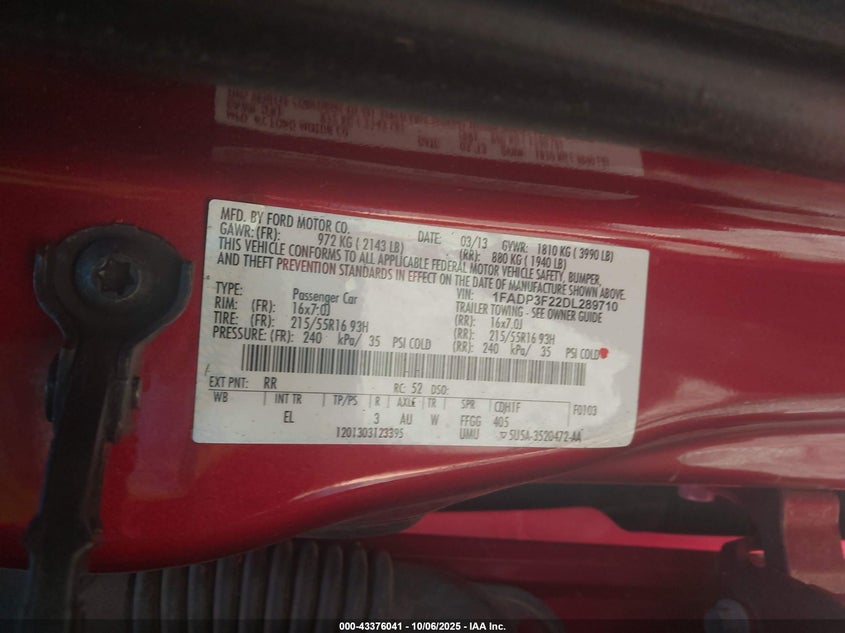 MFD. BY FORD MOTOR CO.
DATE: 03/13 GVWR: 1810 KG ( 3990 LB)
GAWR: (FR): 972 KG ( 2143 LB) (RR): 880 KG ( 1940 LB)
THIS VEHICLE CONFORMS TO ALL APPLICABLE FEDERAL MOTOR VEHICLE SAFETY, BUMPER,
AND THEFT PREVENTION STANDARDS IN EFFECT ON THE DATE OF MANUFACTURE SHOWN ABOVE.
VIN: 1FADP3F22DL289710
TYPE: Passenger Car TRAILER TOWING - SEE OWNER GUIDE
RIM: (FR): 16x7.0J (RR): 16x7.0J
TIRE: (FR): 215/55R16 93H (RR): 215/55R16 93H
PRESSURE: (FR): 240 kPa/ 35 PSI COLD (RR): 240 kPa/ 35 PSI COLD
EXT PNT: RR RC: 52 DSO:
WB INT TR TP/PS R AXLE TR SPR CDH1F F0103
EL 3 AU W FFGG 405
1201303123395 UMU ▽ 5U5A-3520472-AA
000-43376041 | 10/06/2025 - IAA Inc.